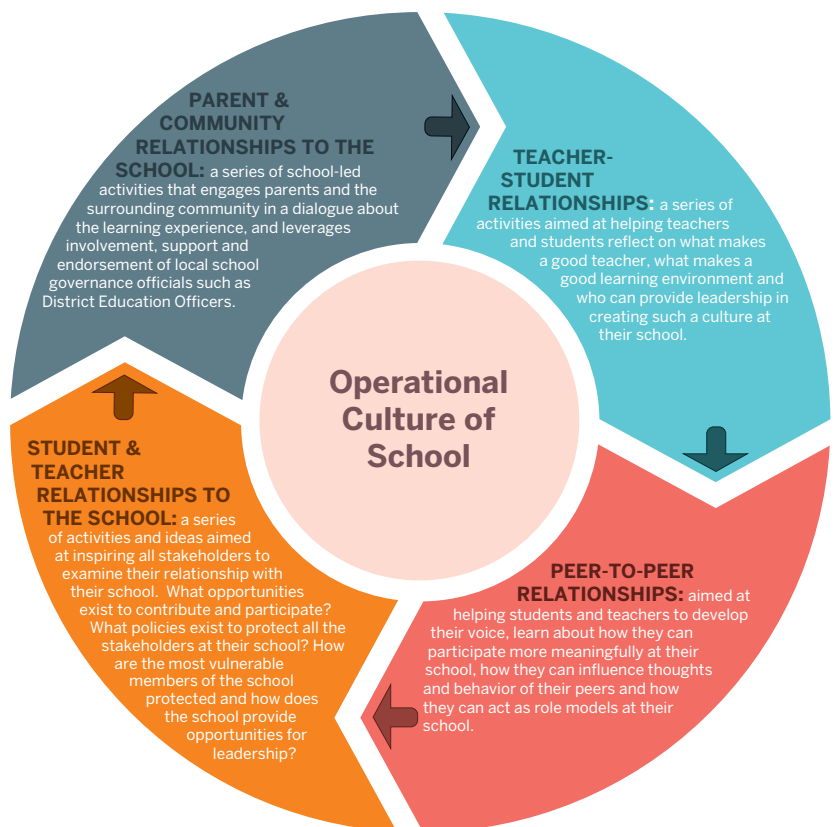 PARENT &
COMMUNITY
RELATIONSHIPS TO THE
SCHOOL: a series of school-led
activities that engages parents and the
surrounding community in a dialogue about
the learning experience, and leverages
involvement, support and
endorsement of local school
governance officials such as
District Education Officers.
TEACHER-
STUDENT
RELATIONSHIPS: a series of
activities aimed at helping teachers
and students reflect on what makes
a good teacher, what makes a
good learning environment and
who can provide leadership in
creating such a culture at
their school.
Operational
Culture of
School
STUDENT &
TEACHER
RELATIONSHIPS TO
THE SCHOOL: a series
of activities and ideas aimed
at inspiring all stakeholders to
examine their relationship with
their school. What opportunities
exist to contribute and participate?
What policies exist to protect all the
stakeholders at their school? How
are the most vulnerable
members of the school
protected and how does
the school provide
opportunities for
leadership?
PEER-TO-PEER
RELATIONSHIPS: aimed at
helping students and teachers to develop
their voice, learn about how they can
participate more meaningfully at their
school, how they can influence thoughts
and behavior of their peers and how
they can act as role models at their
school.